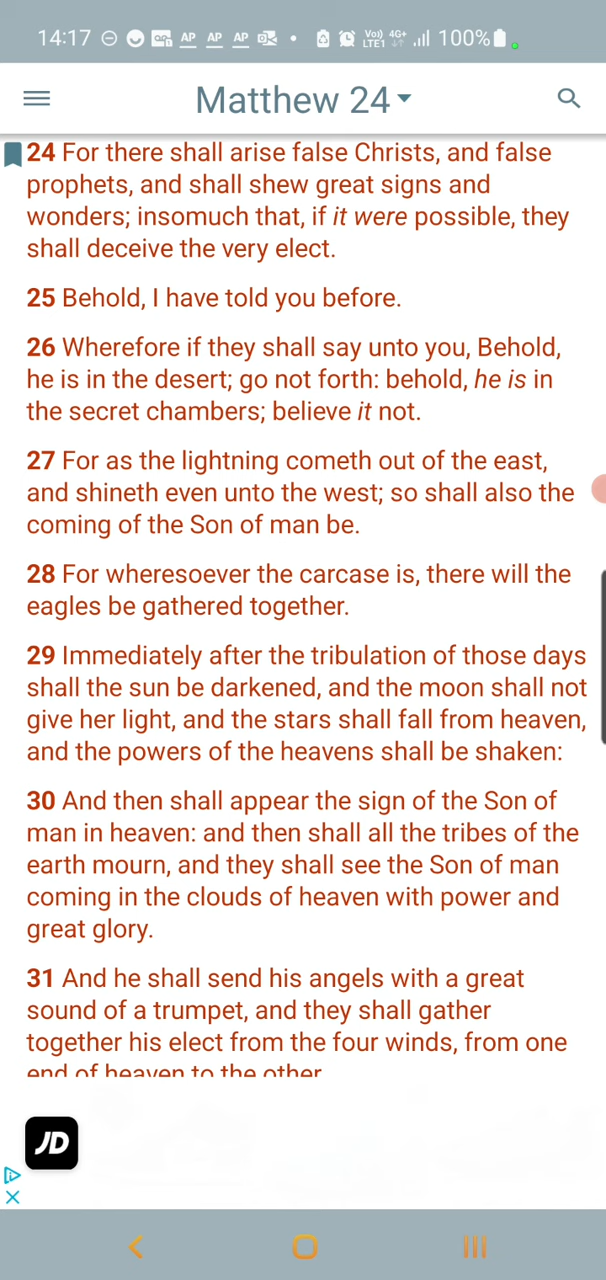 14:17 AP AP AP Vo) LTE1 4G+ 100%
Matthew 24
24 For there shall arise false Christs, and false
prophets, and shall shew great signs and
wonders; insomuch that, if it were possible, they
shall deceive the very elect.
25 Behold, I have told you before.
26 Wherefore if they shall say unto you, Behold,
he is in the desert; go not forth: behold, he is in
the secret chambers; believe it not.
27 For as the lightning cometh out of the east,
and shineth even unto the west; so shall also the
coming of the Son of man be.
28 For wheresoever the carcase is, there will the
eagles be gathered together.
29 Immediately after the tribulation of those days
shall the sun be darkened, and the moon shall not
give her light, and the stars shall fall from heaven,
and the powers of the heavens shall be shaken:
30 And then shall appear the sign of the Son of
man in heaven: and then shall all the tribes of the
earth mourn, and they shall see the Son of man
coming in the clouds of heaven with power and
great glory.
31 And he shall send his angels with a great
sound of a trumpet, and they shall gather
together his elect from the four winds, from one
end of heaven to the other.
JD